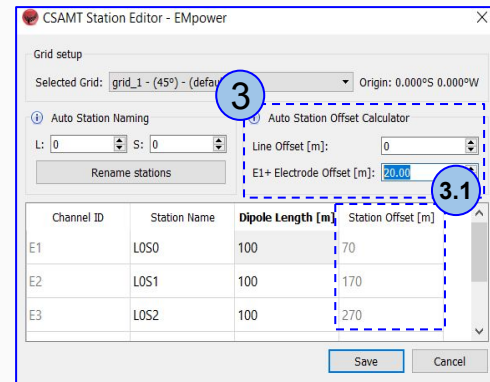 CSAMT Station Editor - EMpower
Grid setup
Selected Grid: grid_1 - (45º) - (defau Origin: 0.000ºS 0.000ºW
3
Auto Station Naming
Auto Station Offset Calculator
L: 0 S: 0
Line Offset [m]: 0
Rename stations
E1+ Electrode Offset [m]: 20.00
3.1
Channel ID Station Name Dipole Length [m] Station Offset [m]
E1 L0S0 100 70
E2 L0S1 100 170
E3 L0S2 100 270
Save Cancel